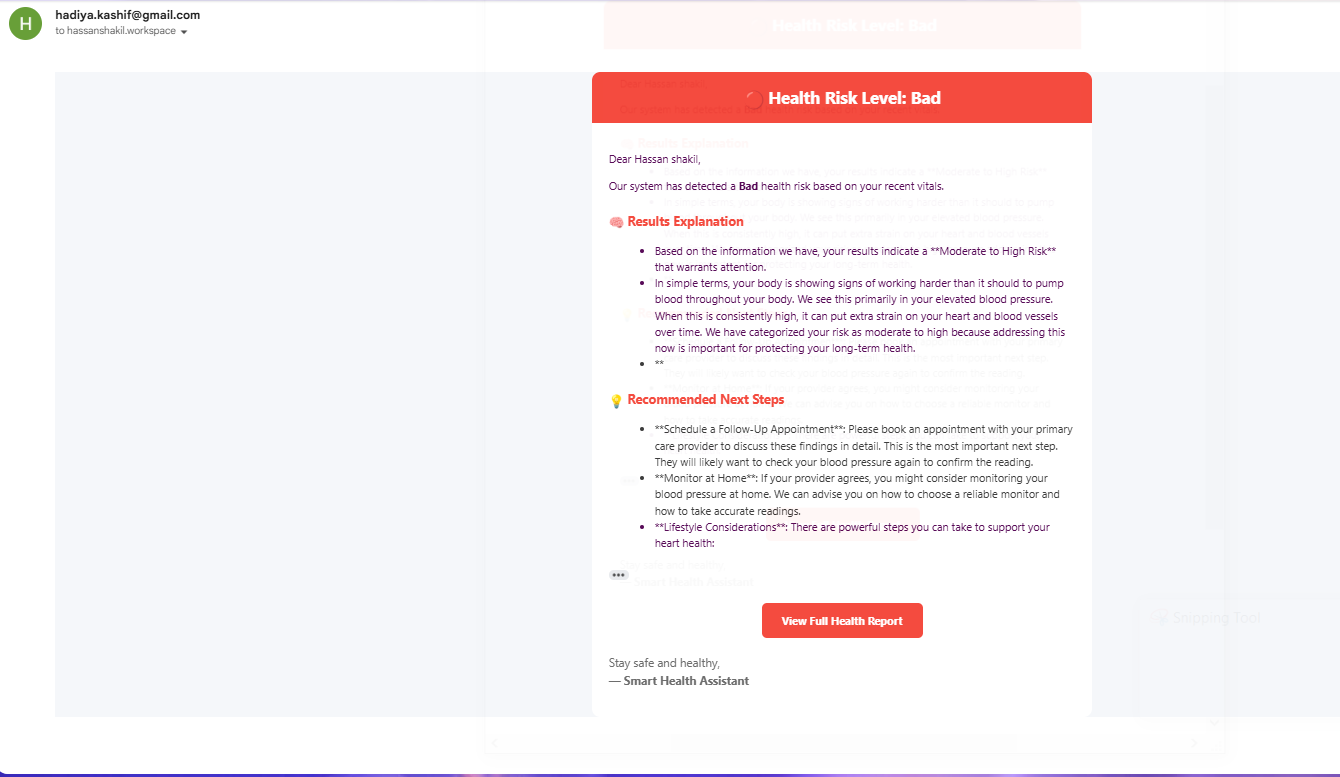 H
hadiya.kashif@gmail.com
to hassanshakil.workspace
Health Risk Level: Bad
Health Risk Level: Bad
Dear Hassan shakil,
Our system has detected a Bad health risk based on your recent vitals.
🧠 Results Explanation
• Based on the information we have, your results indicate a **Moderate to High Risk**
that warrants attention.
• In simple terms, your body is showing signs of working harder than it should to pump
blood throughout your body. We see this primarily in your elevated blood pressure.
When this is consistently high, it can put extra strain on your heart and blood vessels
over time. We have categorized your risk as moderate to high because addressing this
now is important for protecting your long-term health.
• **
💡 Recommended Next Steps
• **Schedule a Follow-Up Appointment**: Please book an appointment with your primary
care provider to discuss these findings in detail. This is the most important next step.
They will likely want to check your blood pressure again to confirm the reading.
• **Monitor at Home**: If your provider agrees, you might consider monitoring your
blood pressure at home. We can advise you on how to choose a reliable monitor and
how to take accurate readings.
• **Lifestyle Considerations**: There are powerful steps you can take to support your
heart health:
Smart Health Assistant
Snipping Tool
View Full Health Report
Stay safe and healthy,
— Smart Health Assistant